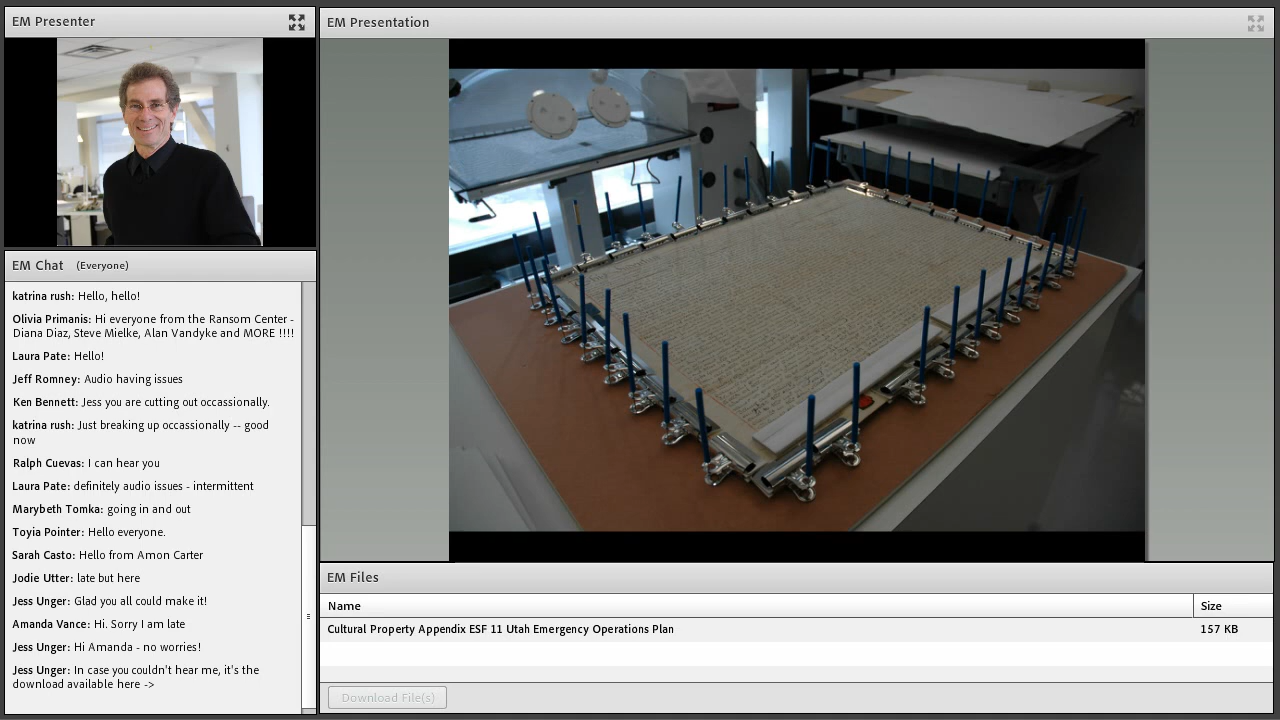 EM Presenter
EM Chat (Everyone)
katrina rush: Hello, hello!
Olivia Primanis: Hi everyone from the Ransom Center -
Diana Diaz, Steve Mielke, Alan Vandyke and MORE !!!!
Laura Pate: Hello!
Jeff Romney: Audio having issues
Ken Bennett: Jess you are cutting out occassionally.
katrina rush: Just breaking up occassionally -- good
now
Ralph Cuevas: I can hear you
Laura Pate: definitely audio issues - intermittent
Marybeth Tomka: going in and out
Toyia Pointer: Hello everyone.
Sarah Casto: Hello from Amon Carter
Jodie Utter: late but here
Jess Unger: Glad you all could make it!
Amanda Vance: Hi. Sorry I am late
Jess Unger: Hi Amanda - no worries!
Jess Unger: In case you couldn't hear me, it's the
download available here ->
EM Presentation
EM Files
Name Size
Cultural Property Appendix ESF 11 Utah Emergency Operations Plan 157 KB
Download File(s)